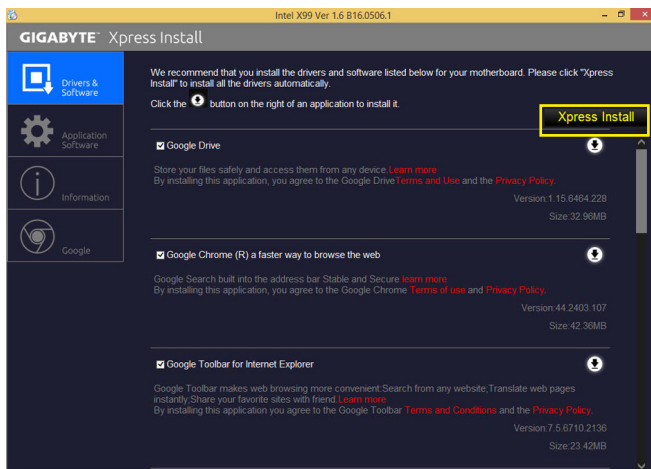 Intel X99 Ver 1.6 B16.0506.1
GIGABYTE™ Xpress Install
Drivers &
Software
Application
Software
Information
Google
We recommend that you install the drivers and software listed below for your motherboard. Please click "Xpress
Install" to install all the drivers automatically.
Click the button on the right of an application to install it.
Xpress Install
Google Drive
Store your files safely and access them from any device.Learn more
By installing this application, you agree to the Google DriveTerms and Use and the Privacy Policy.
Version:1.15.6464.228
Size:32.96MB
Google Chrome (R) a faster way to browse the web
Google Search built into the address bar Stable and Secure learn more
By installing this application, you agree to the Google Chrome Terms of use and Privacy Policy.
Version:44.2403.107
Size:42.36MB
Google Toolbar for Internet Explorer
Google Toolbar makes web browsing more convenient:Search from any website;Translate web pages
instantly;Share your favorite sites with friend.Learn more
By installing this application you agree to the Google Toolbar Terms and Conditions and the Privacy Policy.
Version:7.5.6710.2136
Size:23.42MB